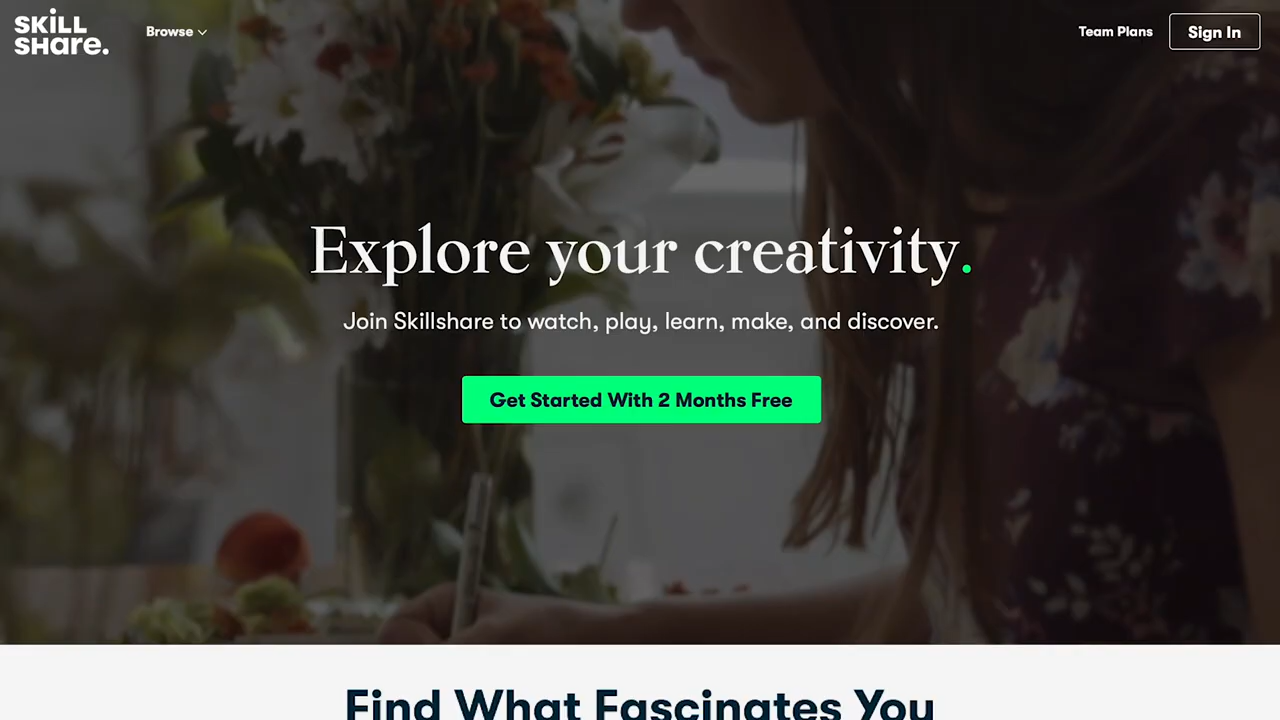 SKILL
SHare.
Browse
Team Plans
Sign In
Explore your creativity.
Join Skillshare to watch, play, learn, make, and discover.
Get Started With 2 Months Free
Find What Fascinates You